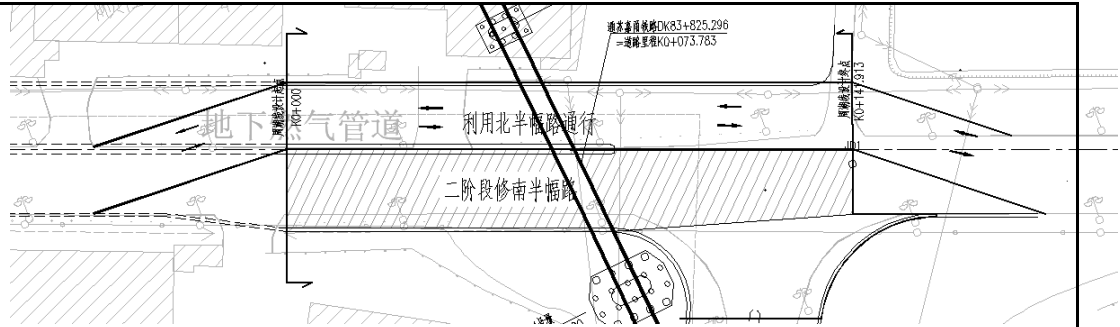 通苏嘉甬铁路DK83+825.296
=道路里程K0+073.783
K0+000
K0+147.913
地下燃气管道
利用北半幅路通行
JD1
二阶段修南半幅路